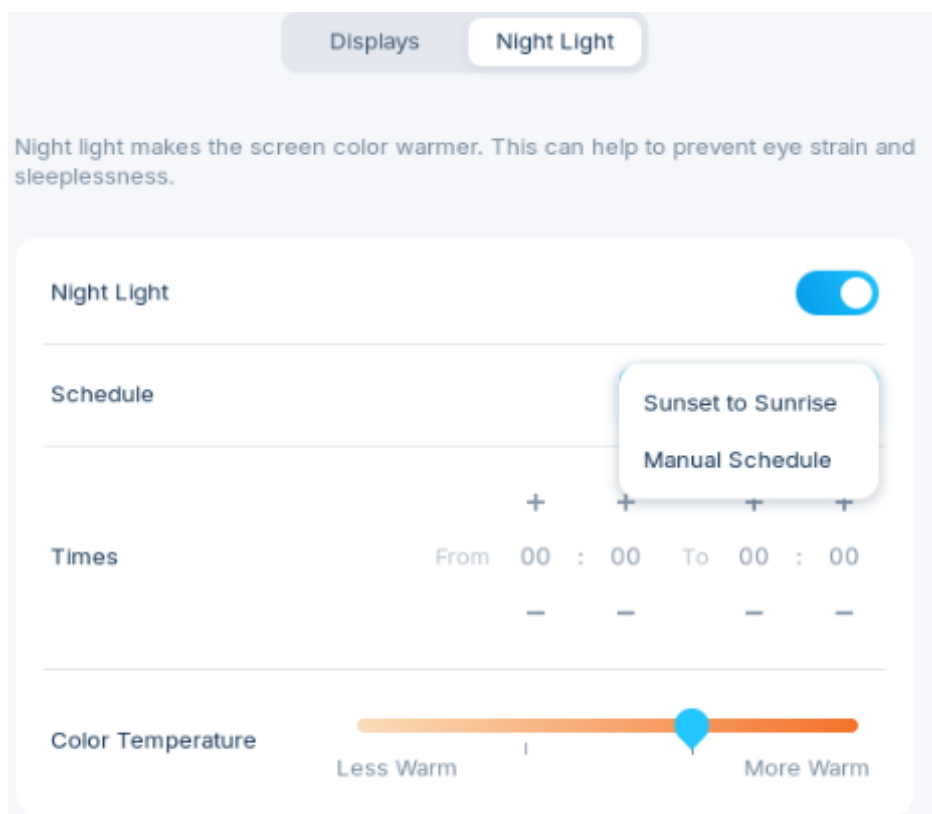 Displays Night Light
Night light makes the screen color warmer. This can help to prevent eye strain and
sleeplessness.
Night Light
Schedule
Sunset to Sunrise
Manual Schedule
+ + + +
Times From 00 : 00 To 00 : 00
− − − −
Color Temperature
Less Warm More Warm